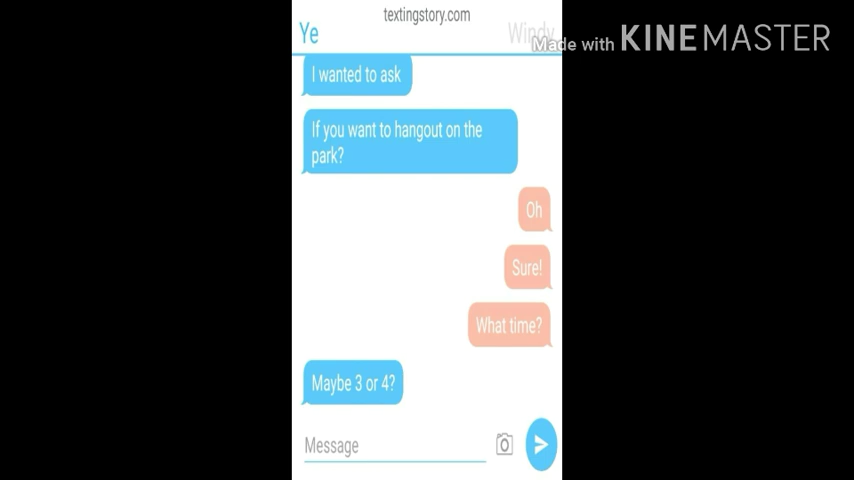 textingstory.com
Ye Windy
Made with KINEMASTER
I wanted to ask
If you want to hangout on the
park?
Oh
Sure!
What time?
Maybe 3 or 4?
Message